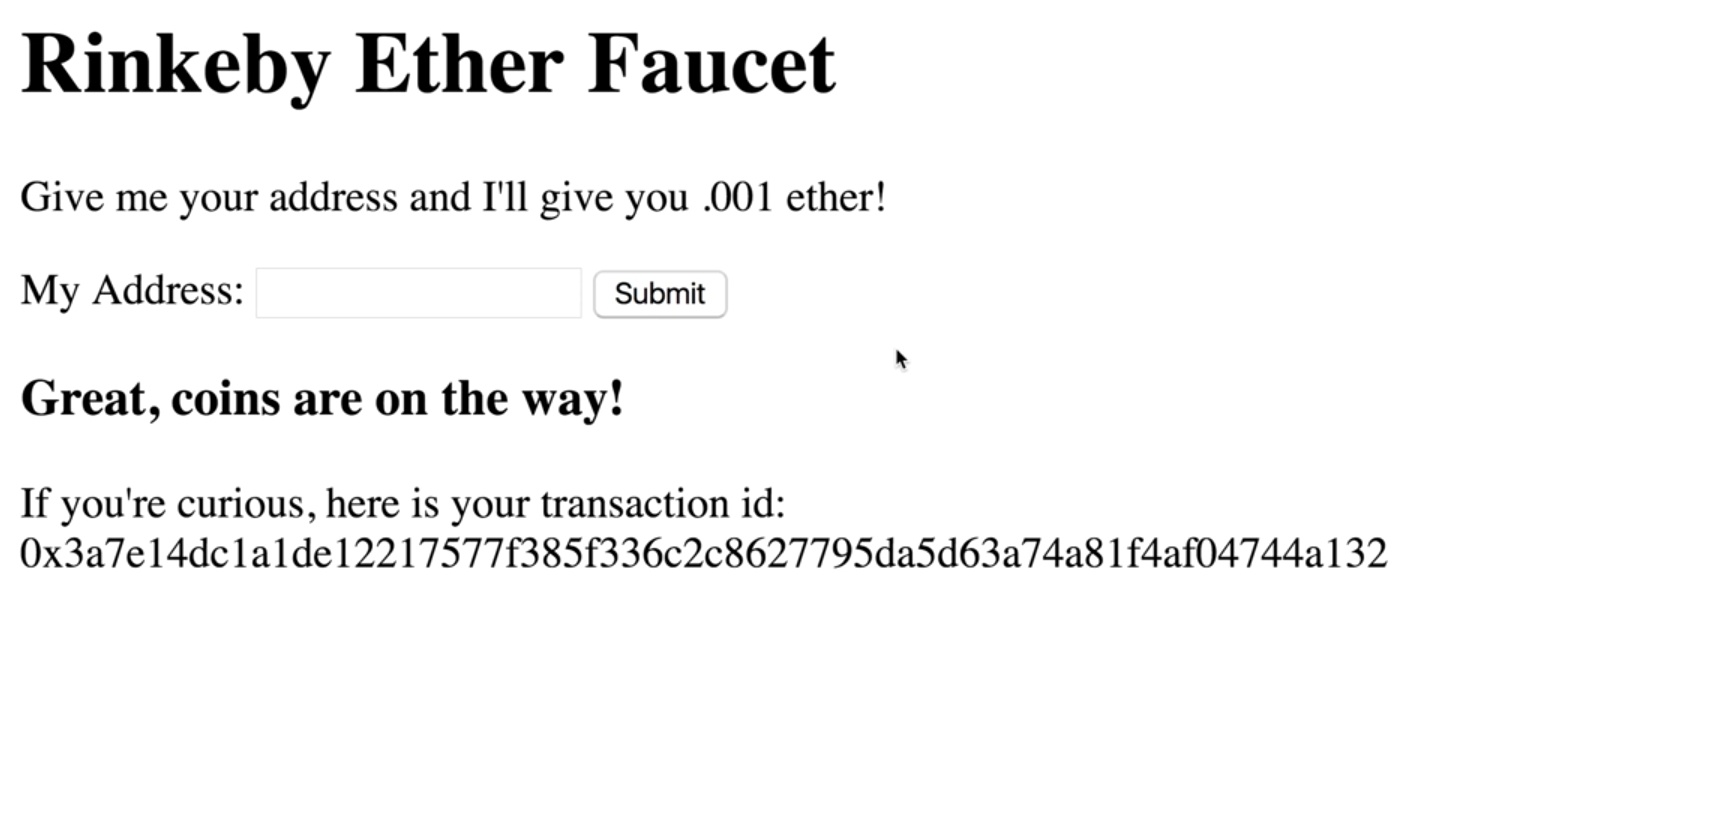 Rinkeby Ether Faucet
Give me your address and I'll give you .001 ether!
My Address: Submit
Great, coins are on the way!
If you're curious, here is your transaction id:
0x3a7e14dc1a1de12217577f385f336c2c8627795da5d63a74a81f4af04744a132